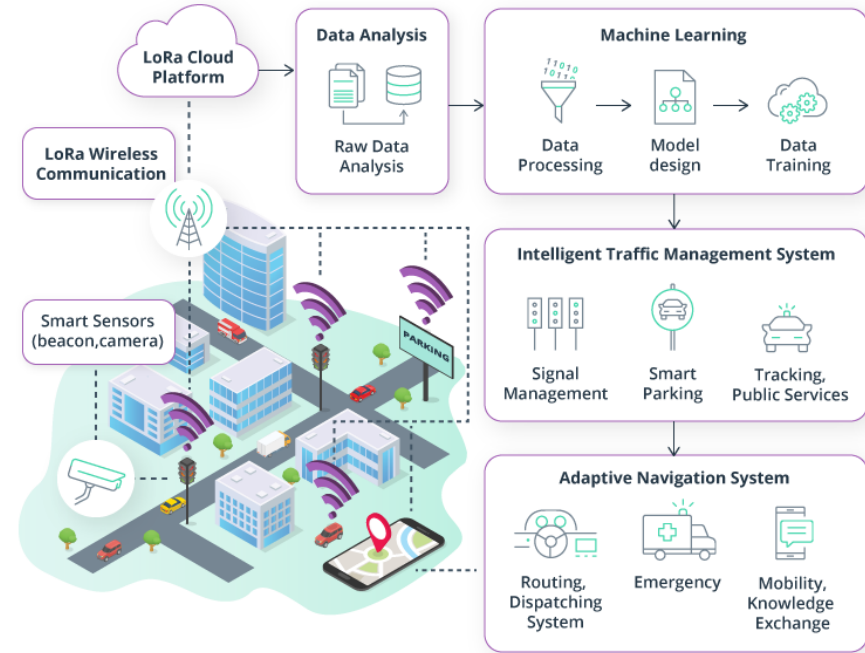 LoRa Cloud
Platform
Data Analysis
Raw Data
Analysis
Machine Learning
11010
10110
Data
Processing
Model
design
Data
Training
LoRa Wireless
Communication
Smart Sensors
(beacon,camera)
PARKING
Intelligent Traffic Management System
Signal
Management
Smart
Parking
Tracking,
Public Services
Adaptive Navigation System
Routing,
Dispatching
System
Emergency
Mobility,
Knowledge
Exchange